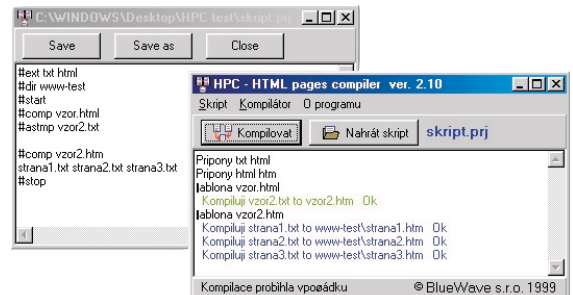 C:\WINDOWS\Desktop\HPC test\skript.prj
Save Save as Close
#ext txt html
#dir www-test
#start
#comp vzor.html
#astmp vzor2.txt
#comp vzor2.htm
strana1.txt strana2.txt strana3.txt
#stop
HPC - HTML pages compiler ver. 2.10
Skript Kompilátor O programu
Kompilovat Nahrát skript skript.prj
Pripony txt html
Pripony html htm
ablona vzor.html
Kompiluji vzor2.txt to vzor2.htm Ok
ablona vzor2.htm
Kompiluji strana1.txt to www-test\strana1.htm Ok
Kompiluji strana2.txt to www-test\strana2.htm Ok
Kompiluji strana3.txt to www-test\strana3.htm Ok
Kompilace probìhla vpoøádku © BlueWave s.r.o. 1999